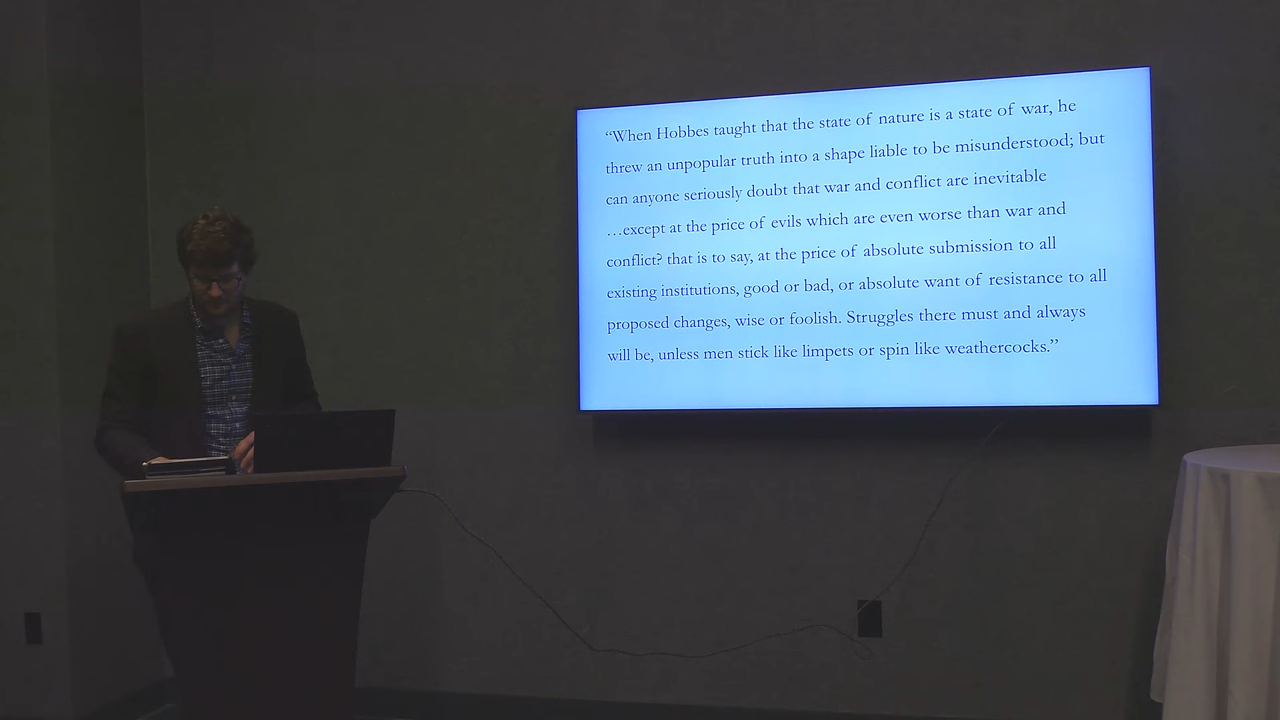 “When Hobbes taught that the state of nature is a state of war, he
threw an unpopular truth into a shape liable to be misunderstood; but
can anyone seriously doubt that war and conflict are inevitable
…except at the price of evils which are even worse than war and
conflict? that is to say, at the price of absolute submission to all
existing institutions, good or bad, or absolute want of resistance to all
proposed changes, wise or foolish. Struggles there must and always
will be, unless men stick like limpets or spin like weathercocks.”